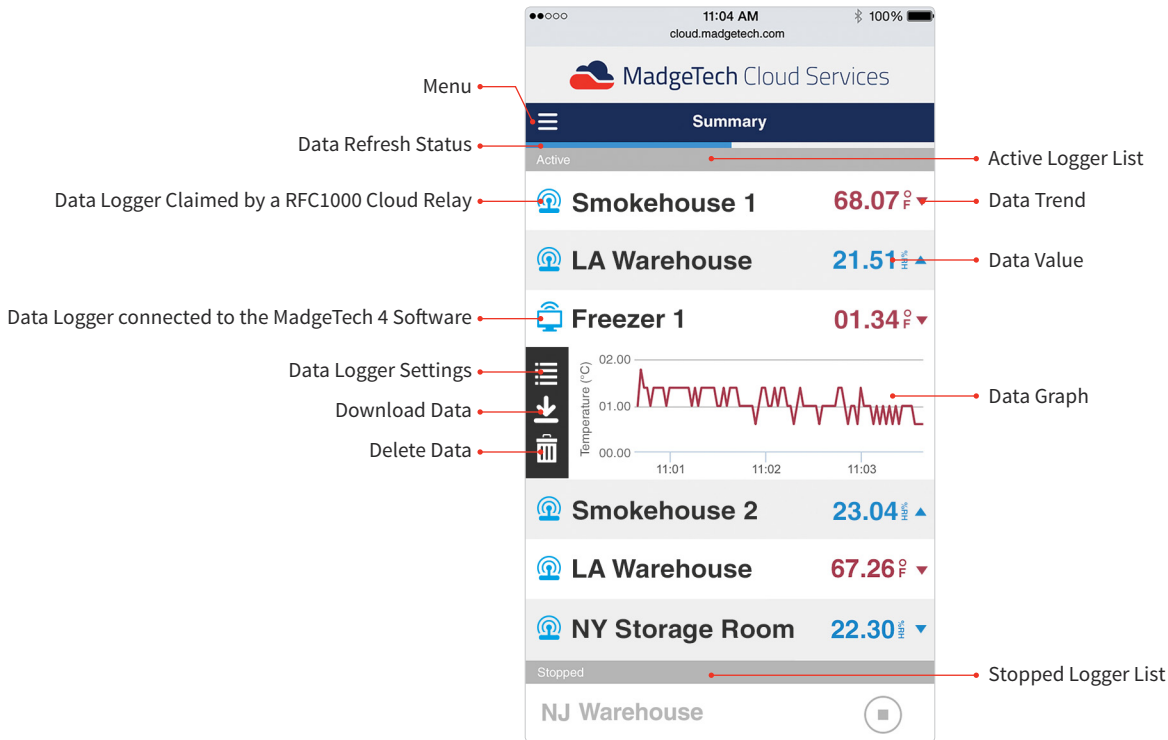 11:04 AM
100%
cloud.madgetech.com
MadgeTech Cloud Services
Menu
Summary
Data Refresh Status
Active
Active Logger List
Data Logger Claimed by a RFC1000 Cloud Relay
Smokehouse 1
68.07 °F
Data Trend
LA Warehouse
21.51 %RH
Data Value
Data Logger connected to the MadgeTech 4 Software
Freezer 1
01.34 °F
Data Logger Settings
Download Data
Delete Data
Temperature (°C)
02.00
01.00
00.00
11:01
11:02
11:03
Data Graph
Smokehouse 2
23.04 %RH
LA Warehouse
67.26 °F
NY Storage Room
22.30 %RH
Stopped
Stopped Logger List
NJ Warehouse